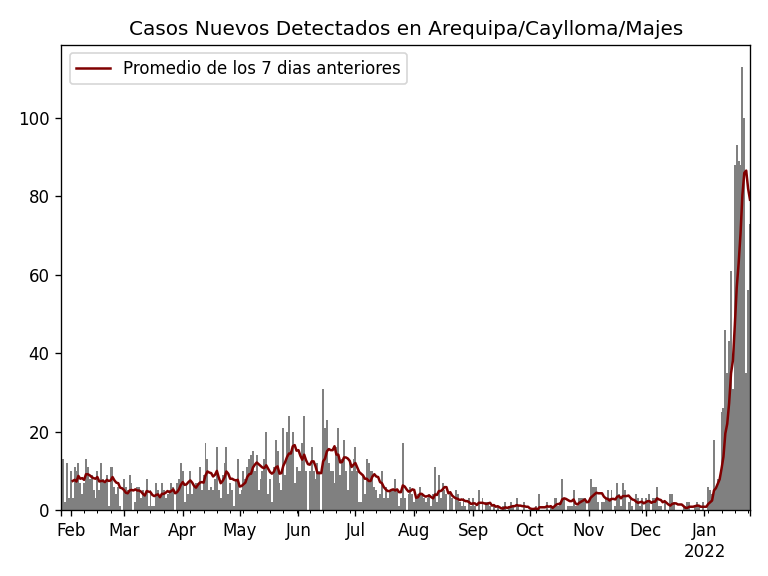 Casos Nuevos Detectados en Arequipa/Caylloma/Majes
Promedio de los 7 dias anteriores
100
80
60
40
20
0
Feb Mar Apr May Jun Jul Aug Sep Oct Nov Dec Jan
2022